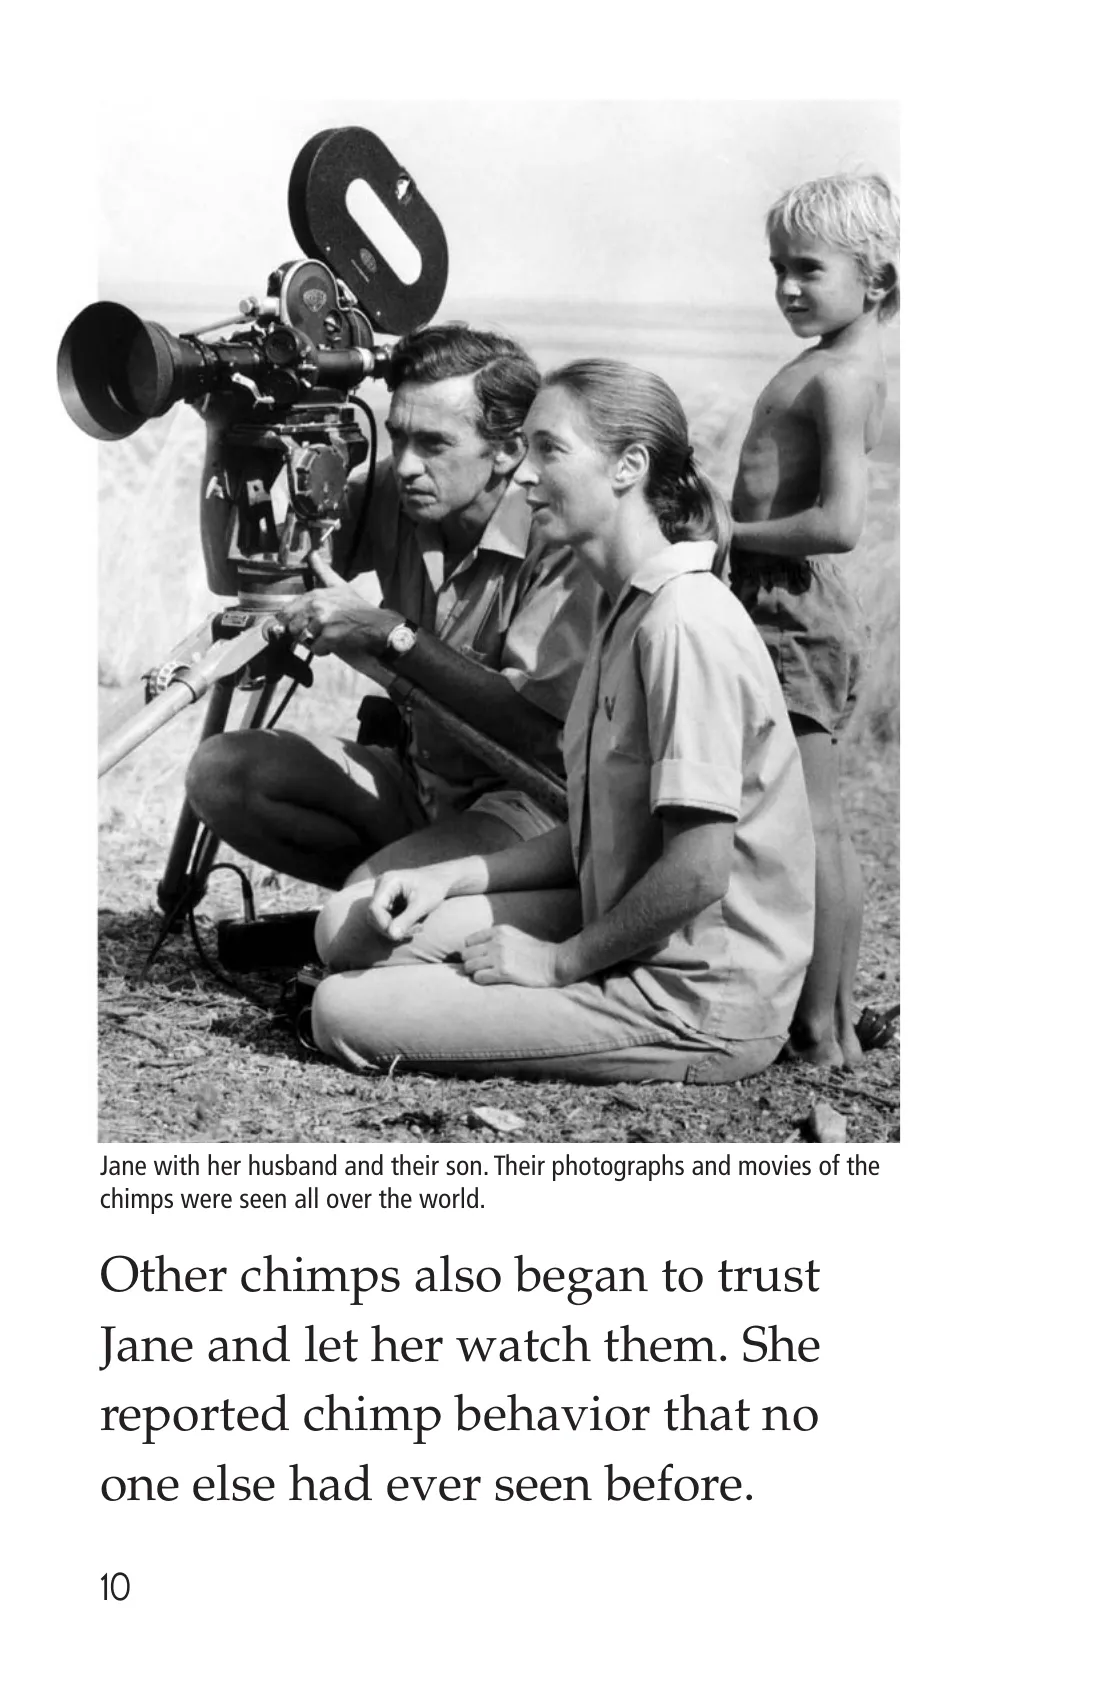 Jane with her husband and their son. Their photographs and movies of the
chimps were seen all over the world.
Other chimps also began to trust
Jane and let her watch them. She
reported chimp behavior that no
one else had ever seen before.
10